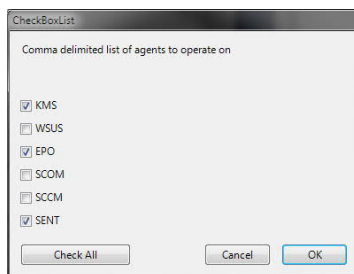 CheckBoxList
Comma delimited list of agents to operate on
KMS
WSUS
EPO
SCOM
SCCM
SENT
Check All Cancel OK